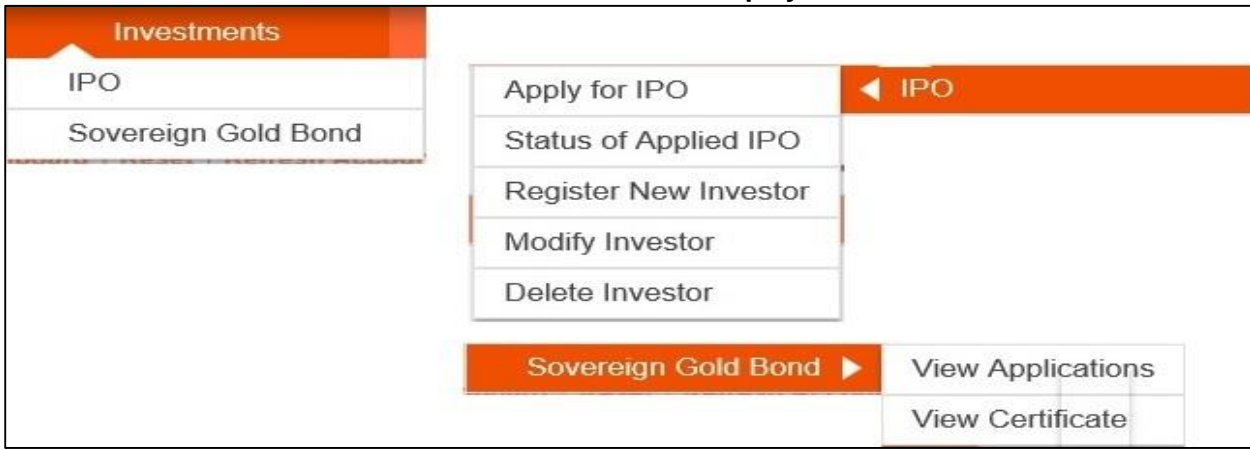 Investments
IPO
Sovereign Gold Bond
Apply for IPO
IPO
Status of Applied IPO
Register New Investor
Modify Investor
Delete Investor
Sovereign Gold Bond
View Applications
View Certificate